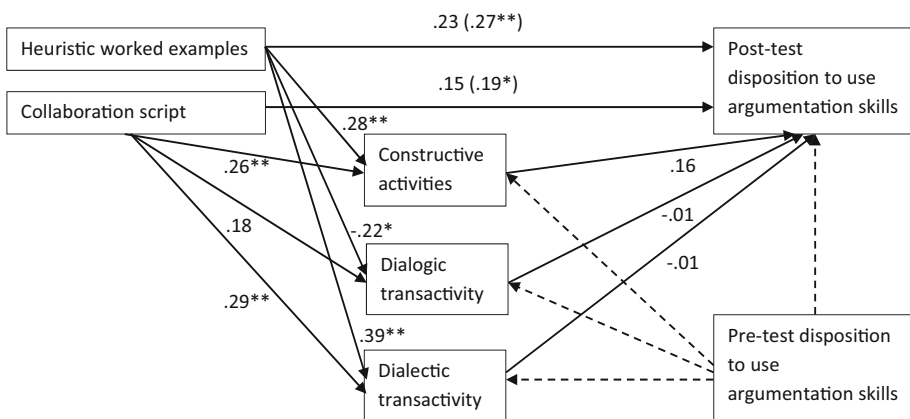 .23 (.27**)
Heuristic worked examples
Post-test
disposition to use
argumentation skills
.15 (.19*)
Collaboration script
.28**
Constructive
activities
.26**
.16
-.22*
.18
-.01
Dialogic
transactivity
-.01
.29**
.39**
Dialectic
transactivity
Pre-test disposition
to use
argumentation skills